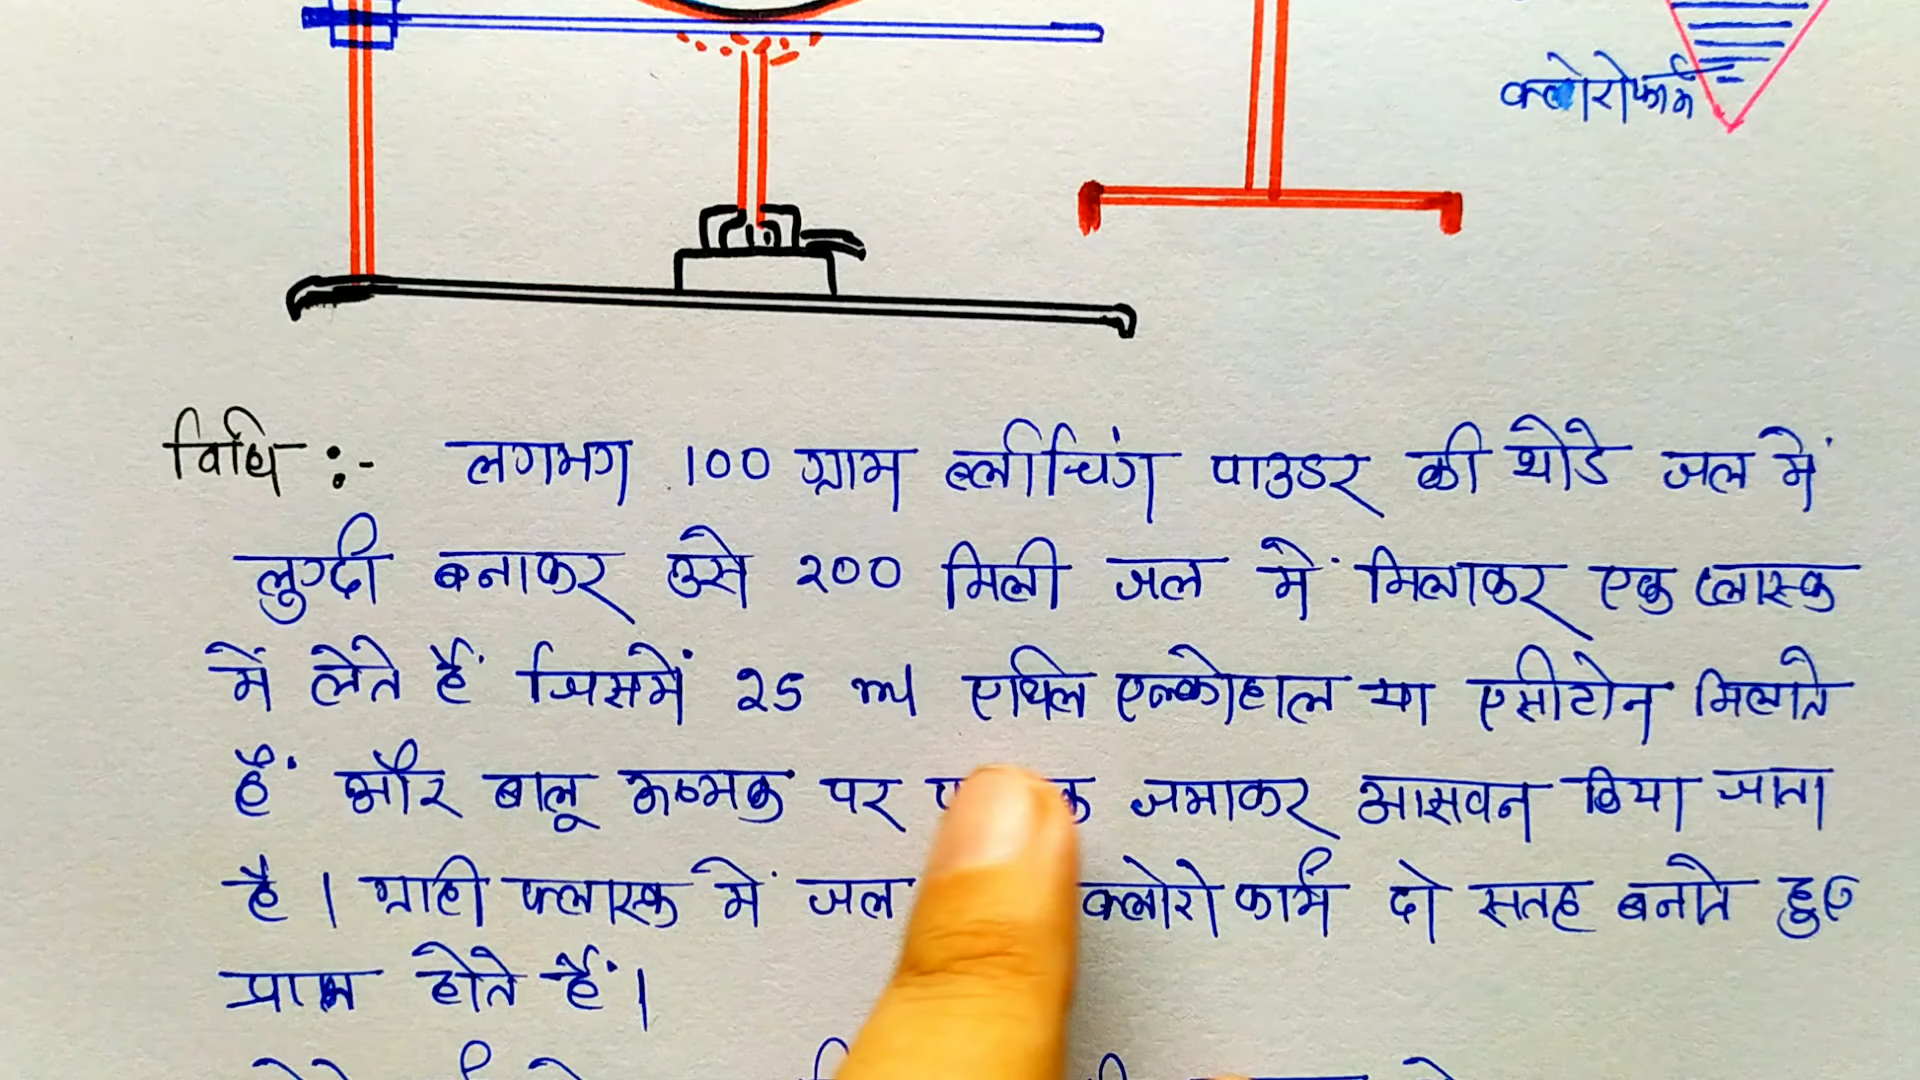 क्लोरोफार्म
विधि :- लगभग 100 ग्राम ब्लीचिंग पाउडर की थोडे जल में
लुग्दी बनाकर उसे 200 मिली जल में मिलाकर एक फ्लास्क
में लेते हैं जिसमें 25 ml एथिल एल्कोहाल या एसीटोन मिलाते
हैं और बालू ऊष्मक पर जमाकर आसवन किया जाता
है । ग्राही फ्लास्क में जल क्लोरोफार्म दो सतह बनाते हुए
प्राप्त होते हैं ।